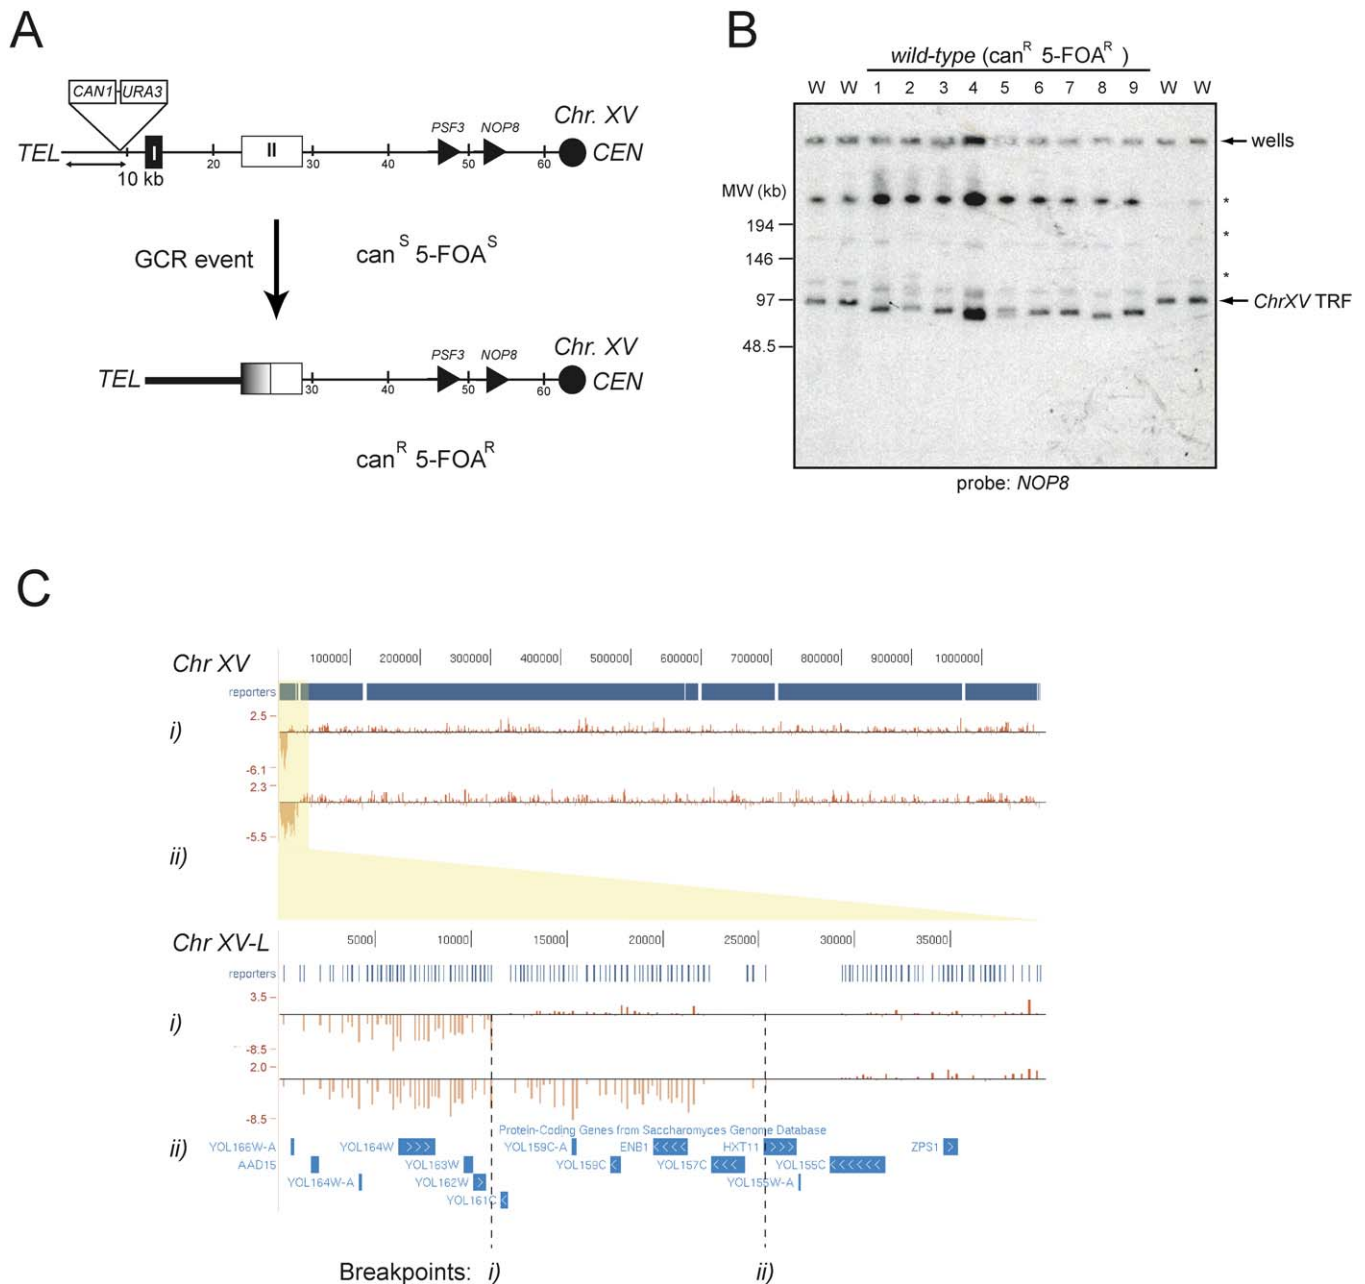 A
CAN1 URA3
TEL I II PSF3 NOP8 Chr. XV CEN
10 kb 20 30 40 50 60
GCR event
can^S 5-FOA^S
TEL PSF3 NOP8 Chr. XV CEN
30 40 50 60
can^R 5-FOA^R
B
wild-type (can^R 5-FOA^R )
W W 1 2 3 4 5 6 7 8 9 W W
wells
MW (kb)
*
194
*
146
*
97
ChrXV TRF
48.5
probe: NOP8
C
Chr XV 100000 200000 300000 400000 500000 600000 700000 800000 900000 1000000
reporters
2.5
i)
-6.1
2.3
-5.5
ii)
Chr XV-L 5000 10000 15000 20000 25000 30000 35000
reporters
3.5
i)
-8.5
2.0
-8.5
Protein-Coding Genes from Saccharomyces Genome Database
ii) YOL166W-A YOL164W YOL159C-A ENB1 HXT11 ZPS1
AAD15 YOL163W YOL159C YOL157C YOL155C
YOL164W-A YOL162W YOL155W-A
YOL161C
Breakpoints: i) ii)